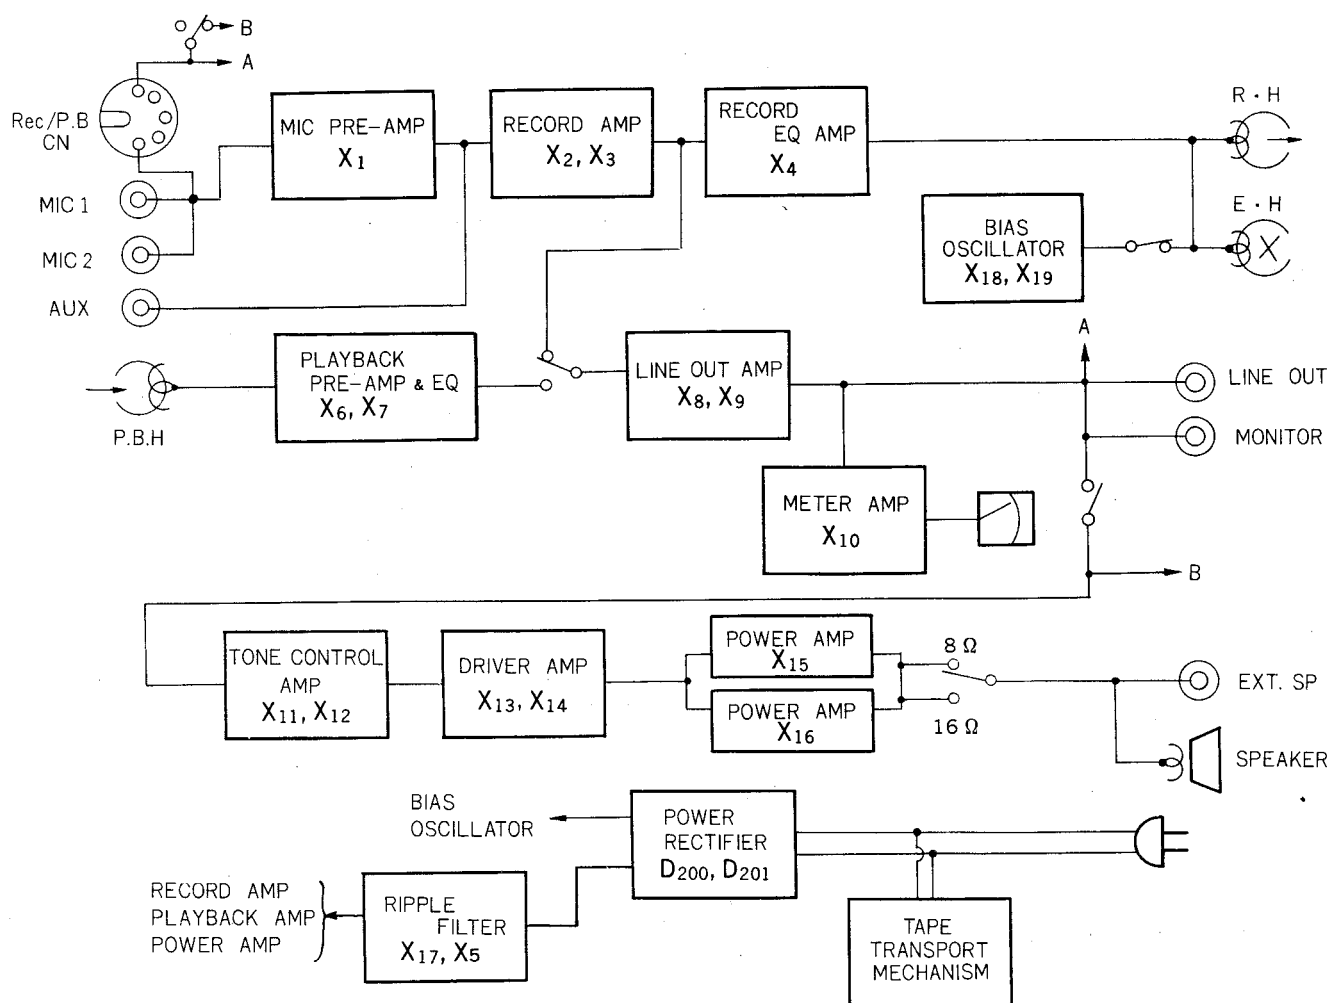 B
A
Rec/P.B
CN
MIC 1
MIC 2
AUX
MIC PRE-AMP
X1
RECORD AMP
X2, X3
RECORD
EQ AMP
X4
R · H
E · H
BIAS
OSCILLATOR
X18, X19
P.B.H
PLAYBACK
PRE-AMP & EQ
X6, X7
LINE OUT AMP
X8, X9
A
LINE OUT
MONITOR
METER AMP
X10
B
TONE CONTROL
AMP
X11, X12
DRIVER AMP
X13, X14
POWER AMP
X15
POWER AMP
X16
8 Ω
16 Ω
EXT. SP
SPEAKER
BIAS
OSCILLATOR
POWER
RECTIFIER
D200, D201
RECORD AMP
PLAYBACK AMP
POWER AMP
RIPPLE
FILTER
X17, X5
TAPE
TRANSPORT
MECHANISM